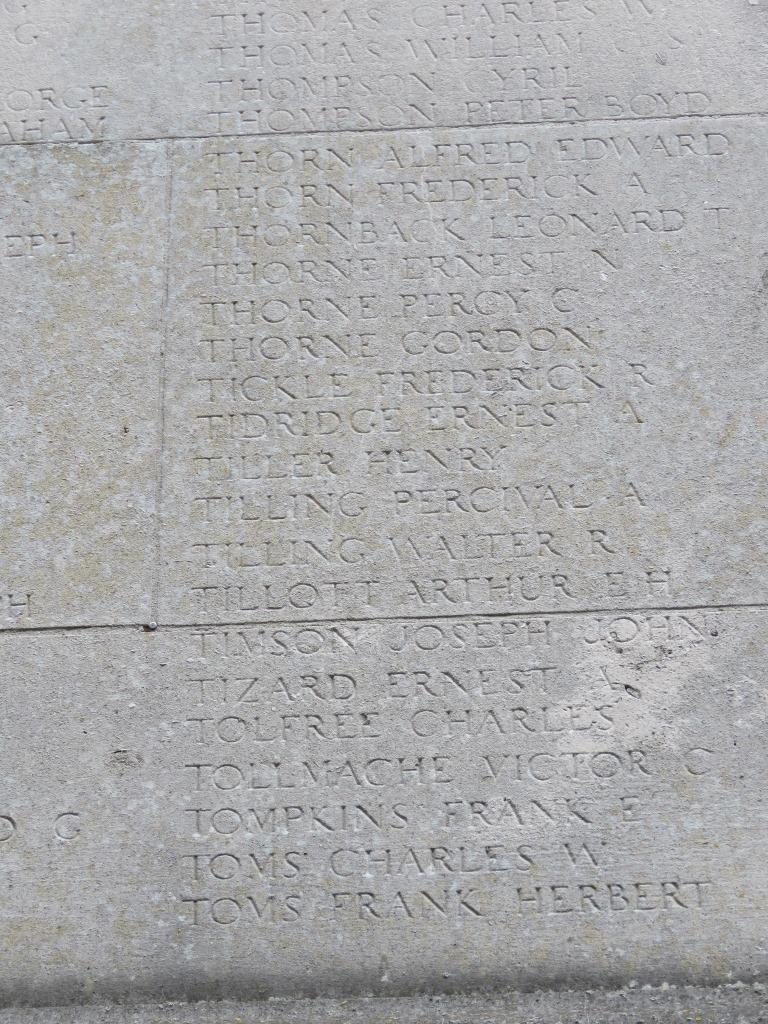 THOMAS CHARLES W
THOMAS WILLIAM S
THOMPSON CYRIL
THOMPSON PETER BOYD
THORN ALFRED EDWARD
THORN FREDERICK A
THORNBACK LEONARD T
THORNE ERNEST N
THORNE PERCY C
THORNE GORDON
TICKLE FREDERICK R
TIDRIDGE ERNEST A
TILLER HENRY
TILLING PERCIVAL A
TILLING WALTER R
TILLOTT ARTHUR E H
TIMSON JOSEPH JOHN
TIZARD ERNEST
TOLFREE CHARLES
TOLLMACHE VICTOR C
TOMPKINS FRANK E
TOMS CHARLES W
TOMS FRANK HERBERT